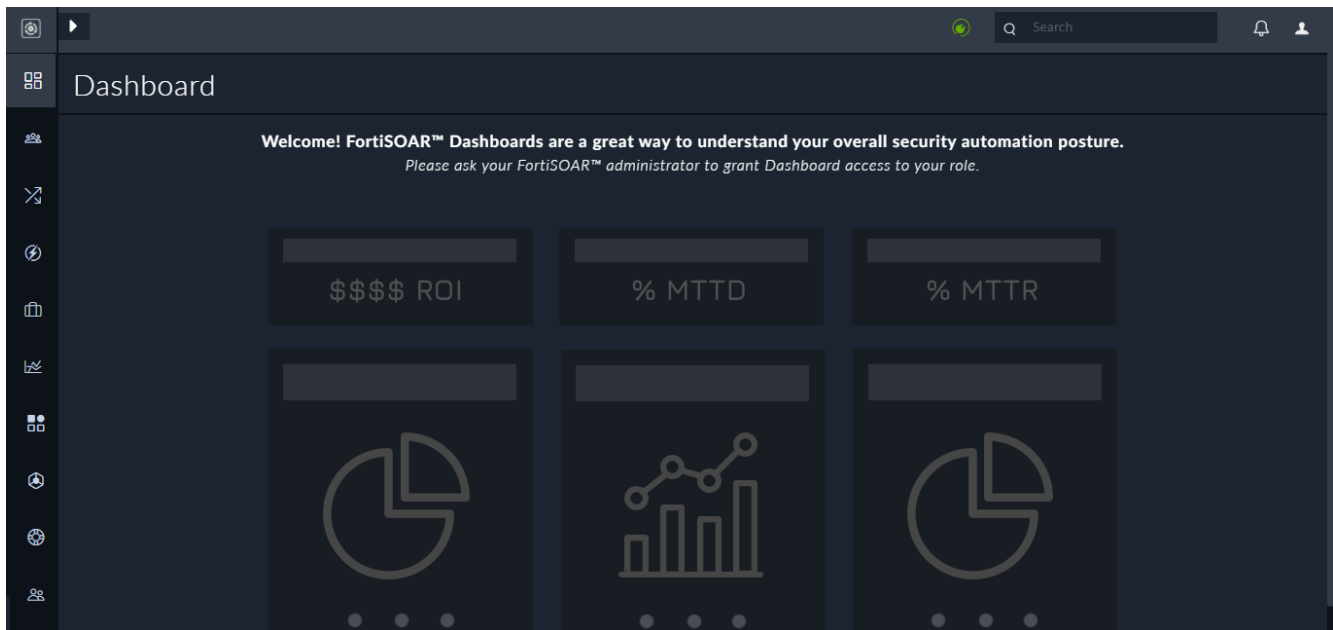 Search
Dashboard
Welcome! FortiSOAR™ Dashboards are a great way to understand your overall security automation posture.
Please ask your FortiSOAR™ administrator to grant Dashboard access to your role.
$$$$ ROI
% MTTD
% MTTR